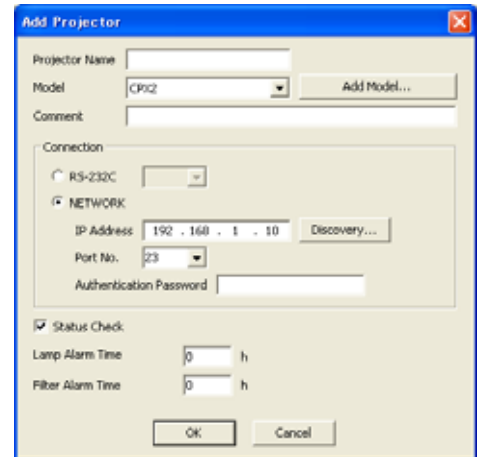 Add Projector
Projector Name
Model CPX2 Add Model...
Comment
Connection
RS-232C
NETWORK
IP Address 192 . 168 . 1 . 10 Discovery...
Port No. 23
Authentication Password
Status Check
Lamp Alarm Time 0 h
Filter Alarm Time 0 h
OK Cancel